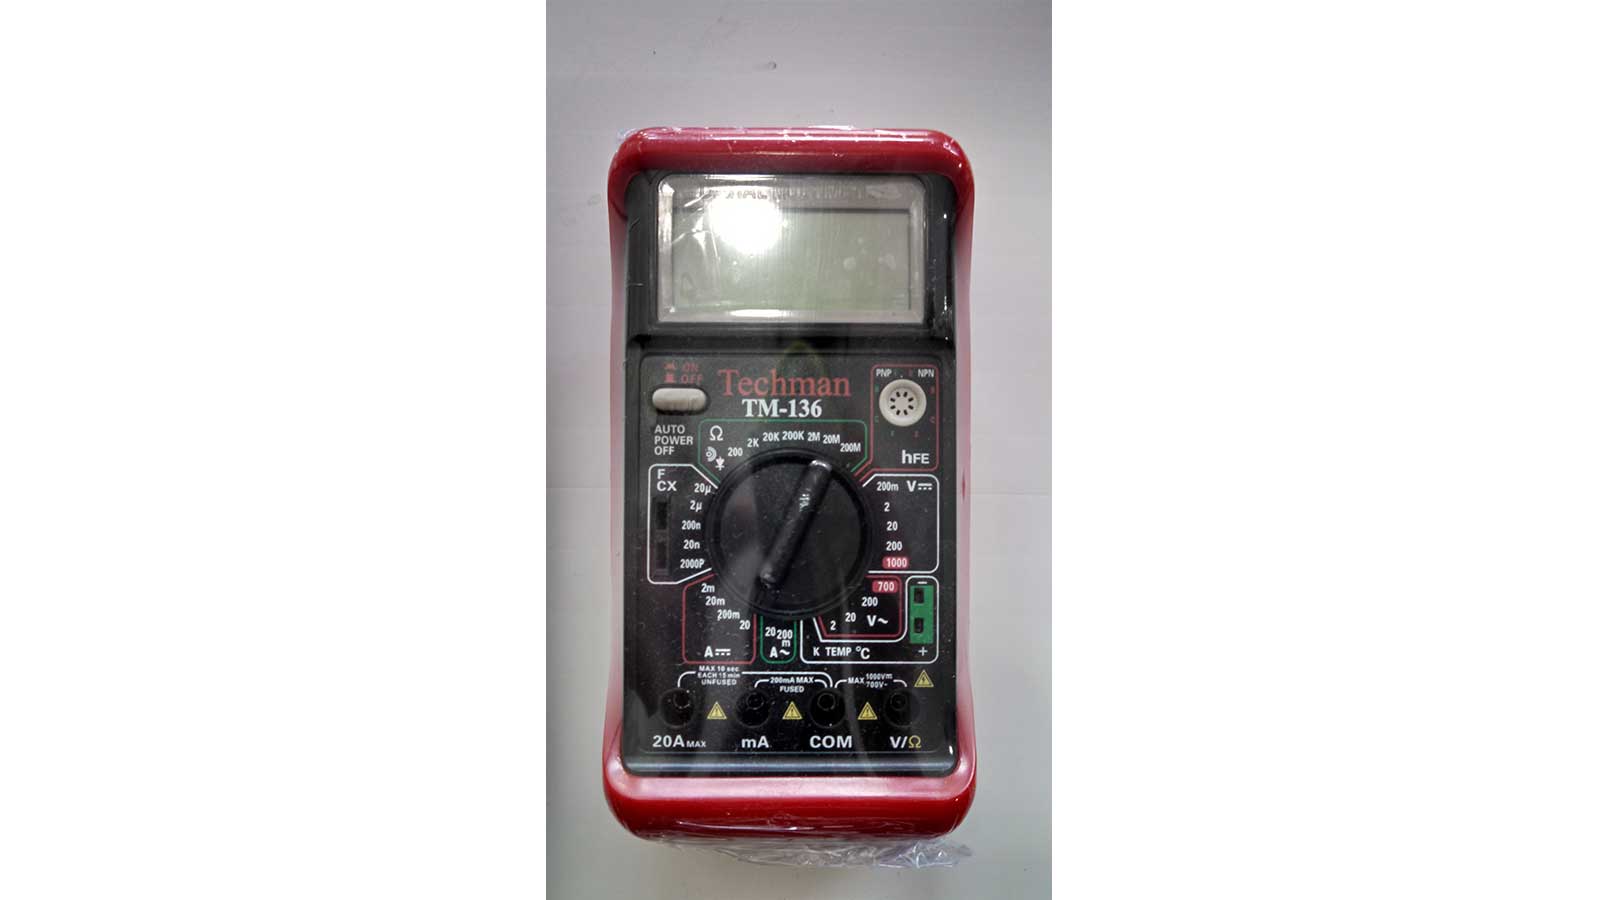 ON
OFF
Techman
TM-136
PNP
NPN
hFE
AUTO
POWER
OFF
Ω
200
2K
20K
200K
2M
20M
200M
F
CX
20µ
2µ
200n
20n
2000P
200m
V
2
20
200
1000
2m
20m
200m
20
A
20
200
m
A~
700
200
20
2
V~
K TEMP °C
−
+
MAX 10 sec
EACH 15 min
UNFUSED
200mA MAX
FUSED
MAX
700V~
20A MAX
mA
COM
V/Ω